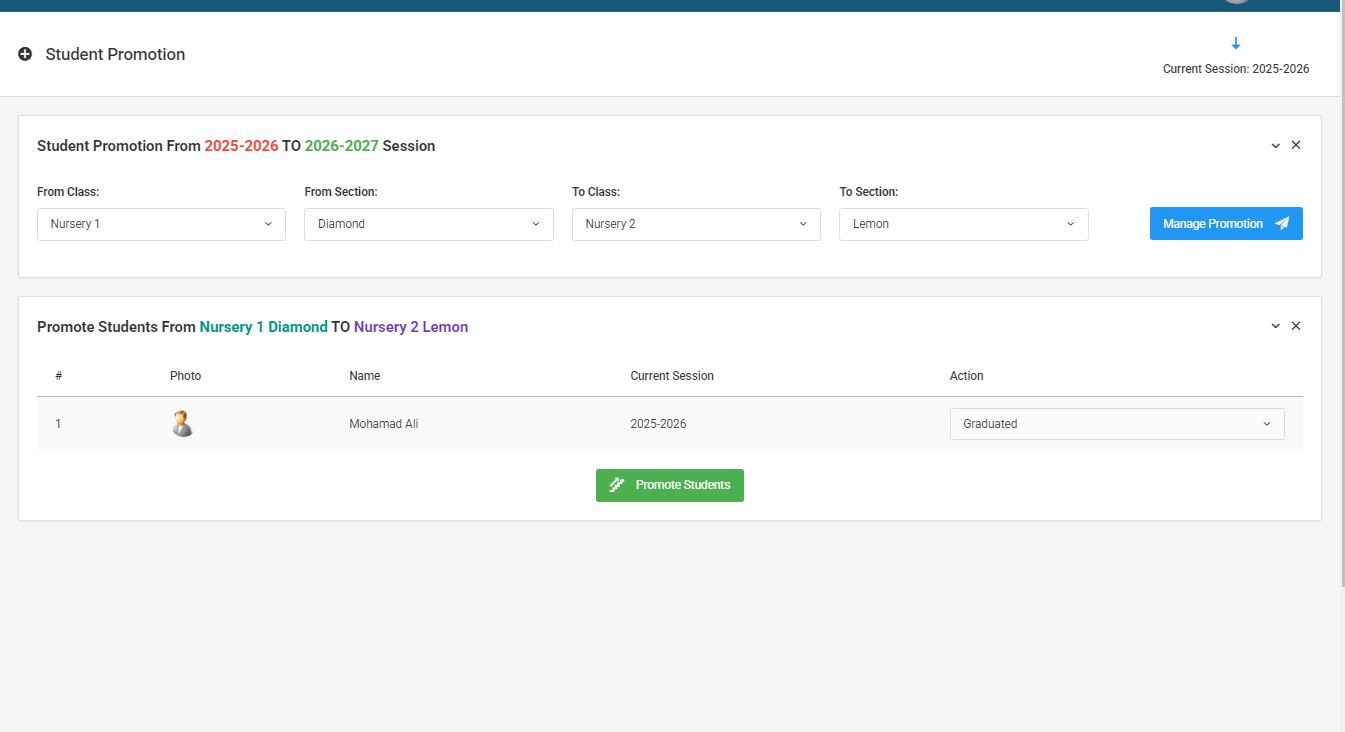 Student Promotion
Current Session: 2025-2026
Student Promotion From 2025-2026 TO 2026-2027 Session
From Class: From Section: To Class: To Section:
Nursery 1 Diamond Nursery 2 Lemon Manage Promotion
Promote Students From Nursery 1 Diamond TO Nursery 2 Lemon
# Photo Name Current Session Action
1 Mohamad Ali 2025-2026 Graduated
Promote Students